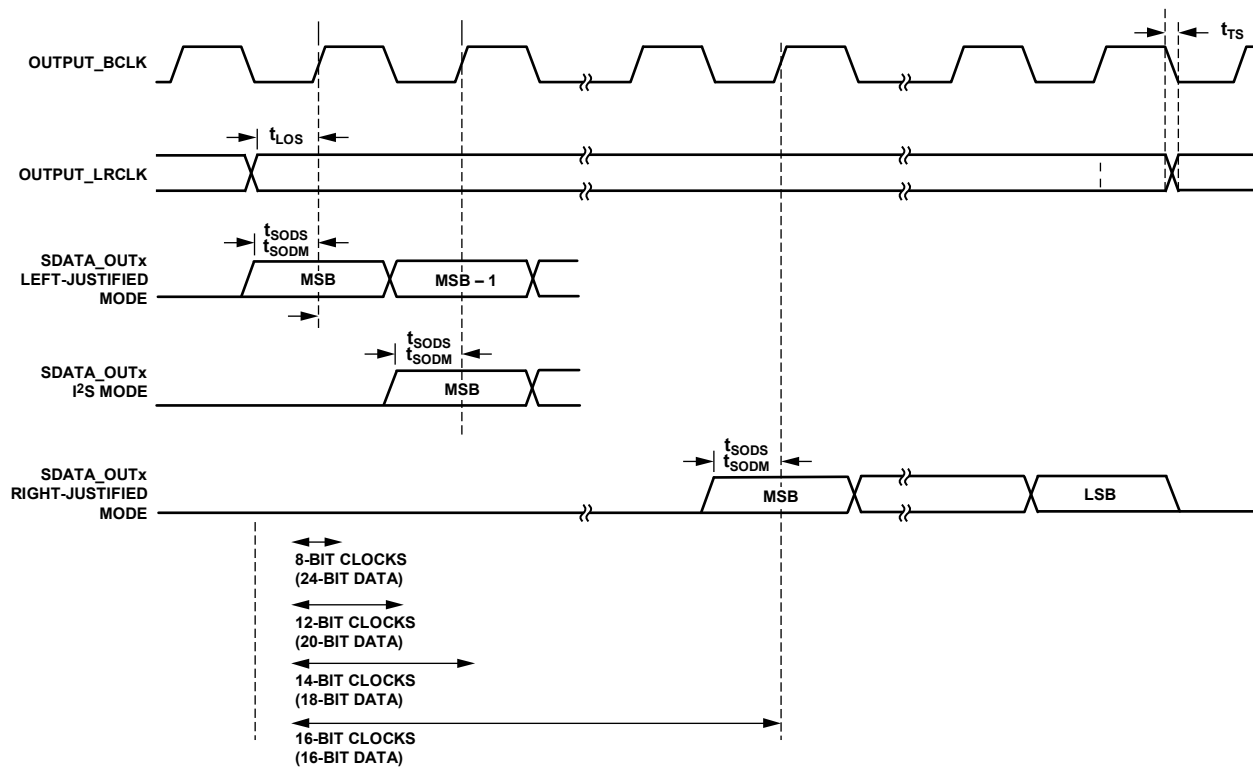 OUTPUT_BCLK
tTS
tLOS
OUTPUT_LRCLK
tSODS
tSODM
SDATA_OUTx
LEFT-JUSTIFIED
MODE
MSB
MSB – 1
tSODS
tSODM
SDATA_OUTx
I2S MODE
MSB
tSODS
tSODM
SDATA_OUTx
RIGHT-JUSTIFIED
MODE
MSB
LSB
8-BIT CLOCKS
(24-BIT DATA)
12-BIT CLOCKS
(20-BIT DATA)
14-BIT CLOCKS
(18-BIT DATA)
16-BIT CLOCKS
(16-BIT DATA)